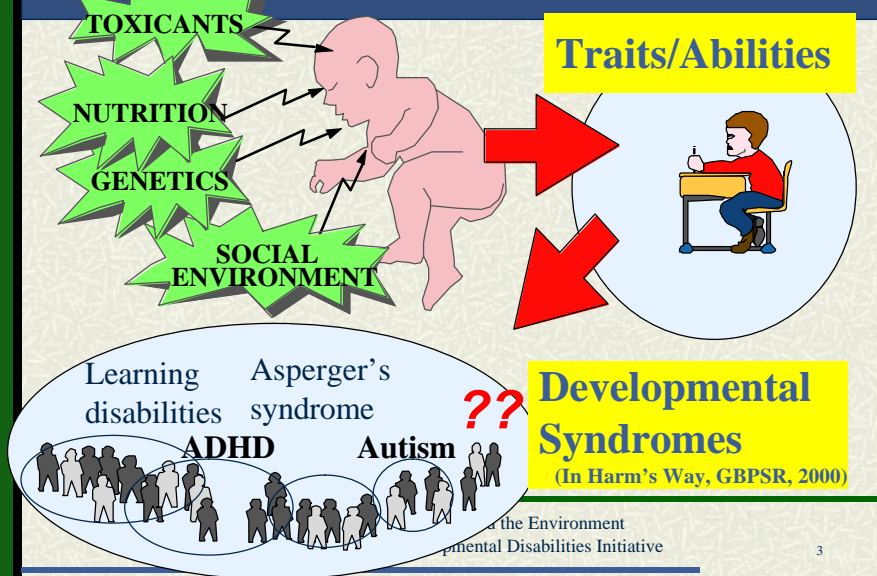 TOXICANTS
NUTRITION
GENETICS
SOCIAL
ENVIRONMENT
Traits/Abilities
Learning
disabilities
Asperger's
syndrome
ADHD
Autism
??
Developmental
Syndromes
(In Harm's Way, GBPSR, 2000)
the Environment
Disabilities Initiative
3